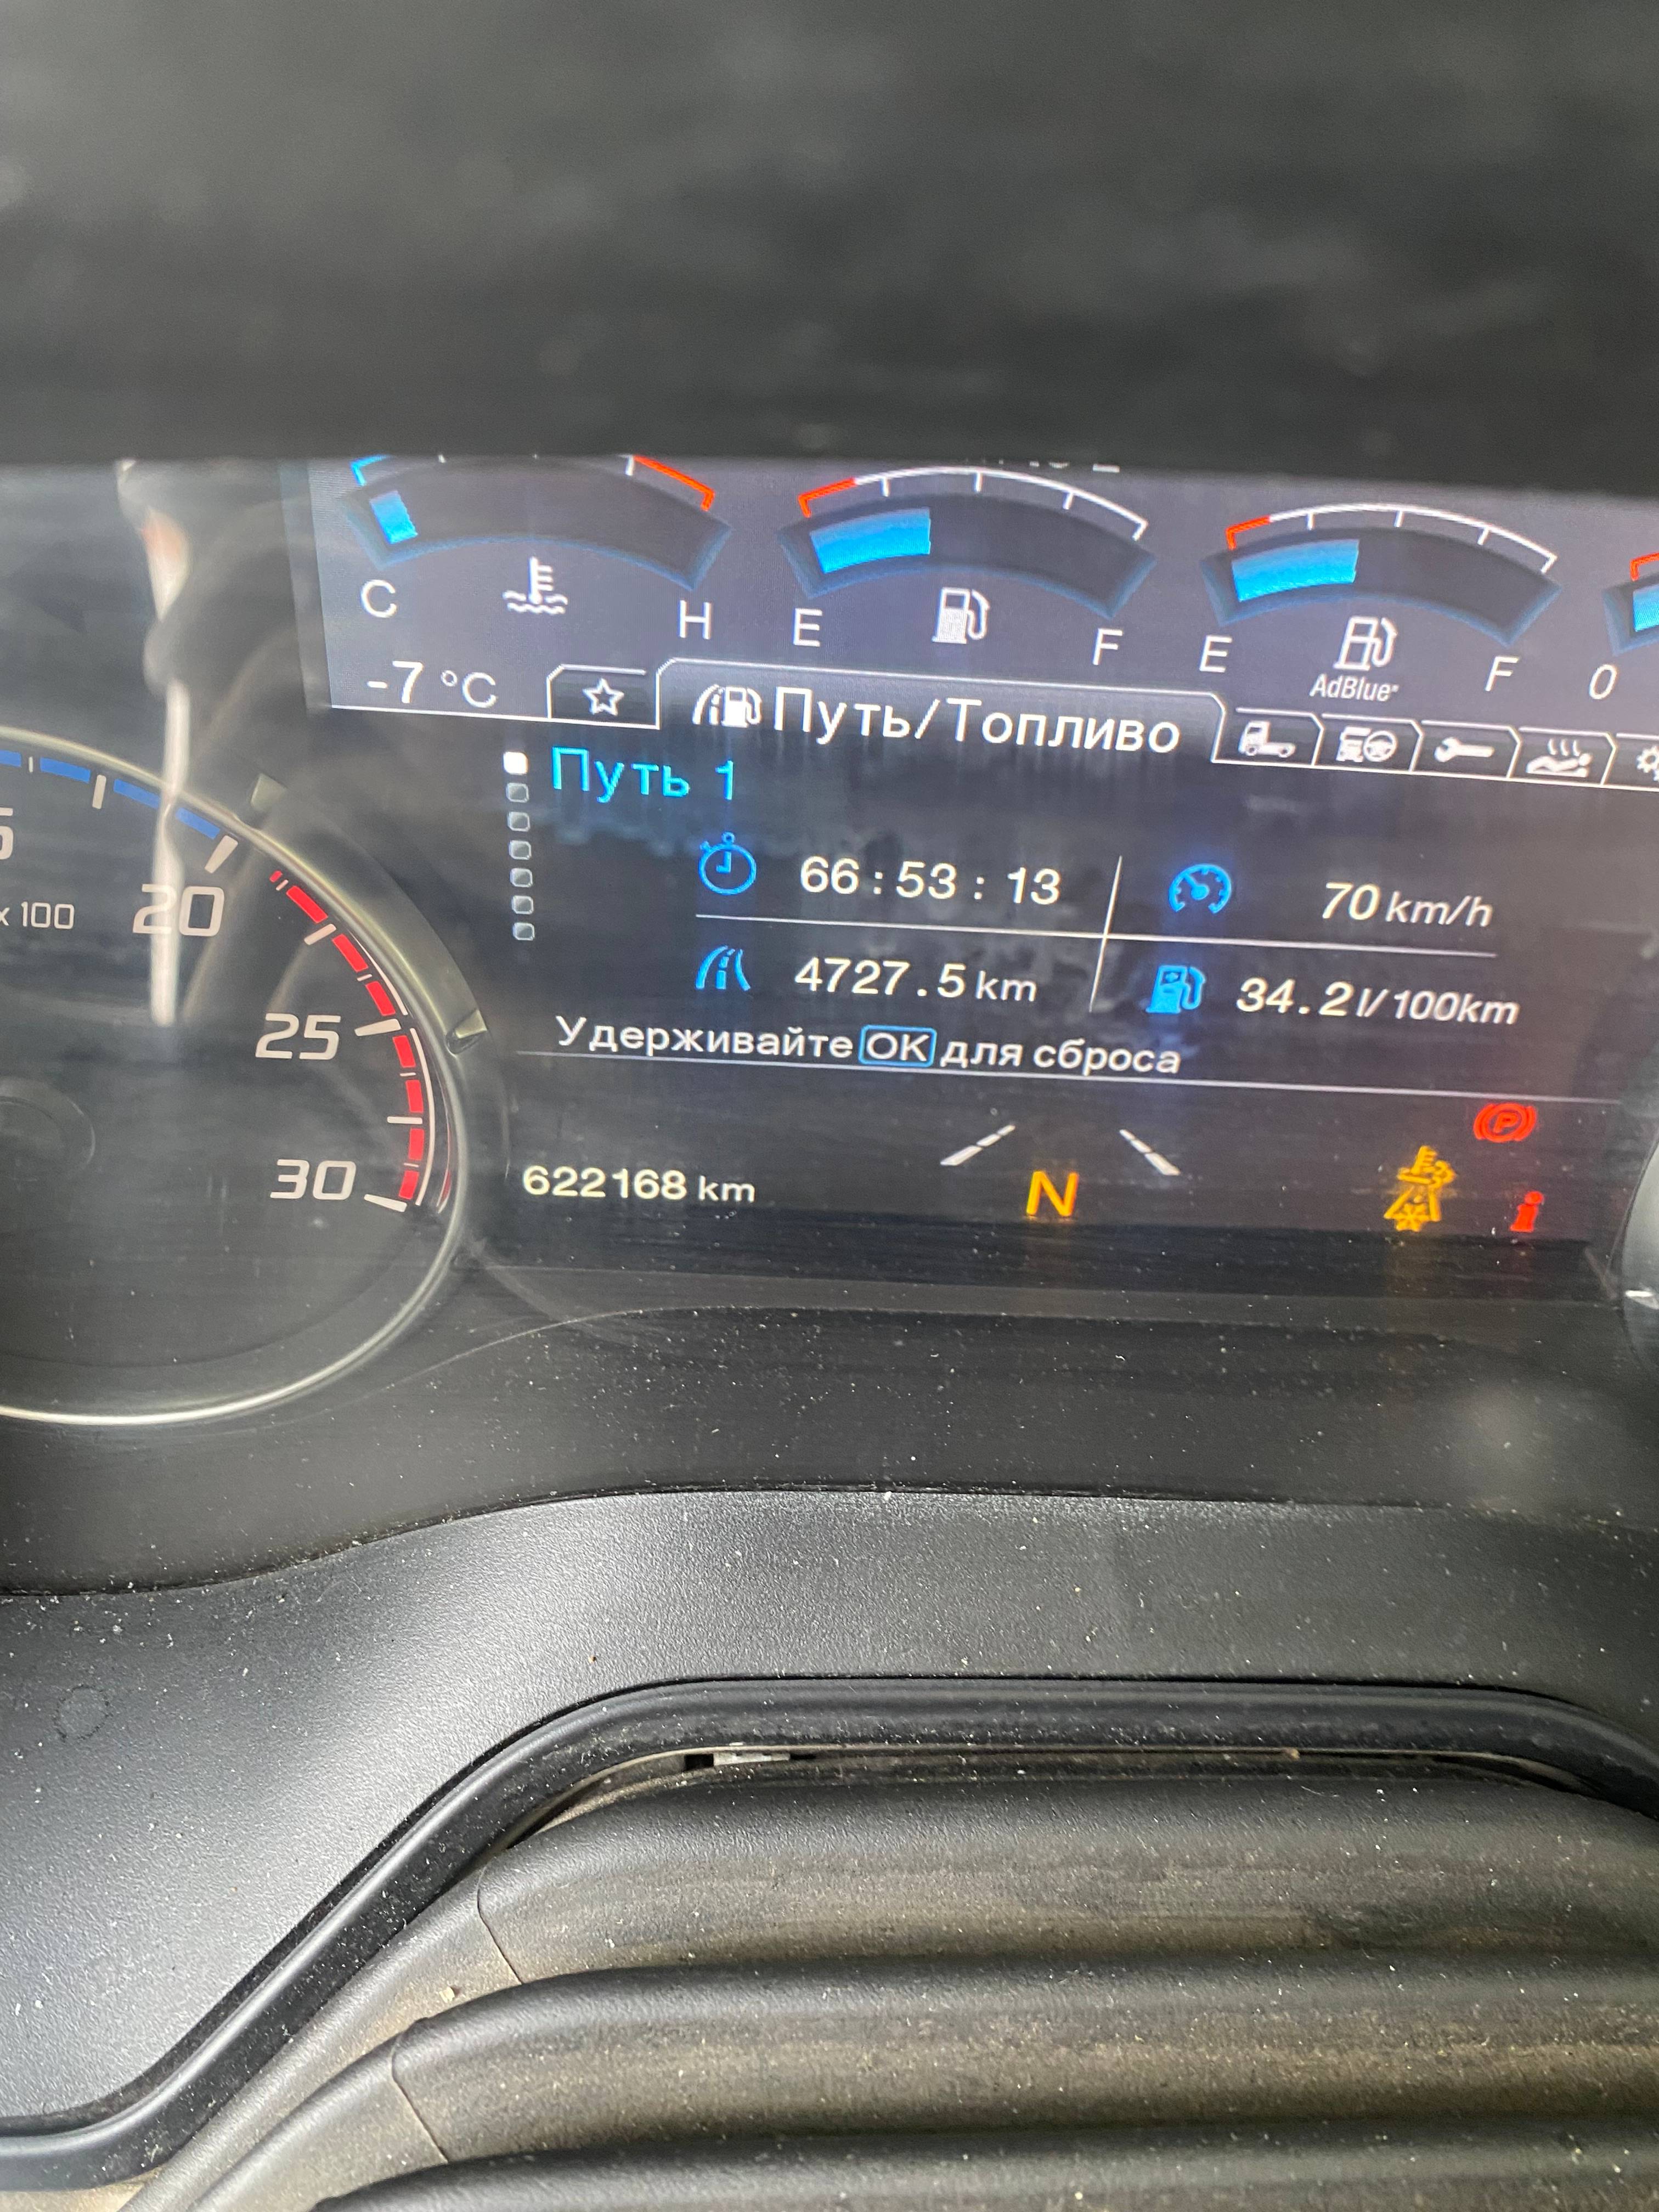 C
H
E
F
E
F
0
AdBlue
-7 °C
Путь/Топливо
Путь 1
66:53:13
70 km/h
4727.5 km
34.2 l/100km
Удерживайте OK для сброса
622168 km
N
P
i
5
x 100
20
25
30